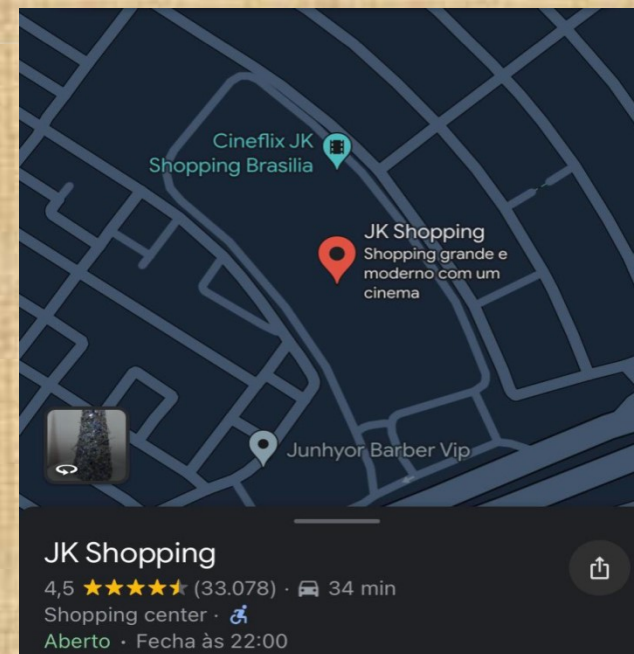 Cineflix JK
Shopping Brasilia
JK Shopping
Shopping grande e
moderno com um
cinema
Junhyor Barber Vip
JK Shopping
4,5 ★★★★★ (33.078) · 34 min
Shopping center ·
Aberto · Fecha às 22:00